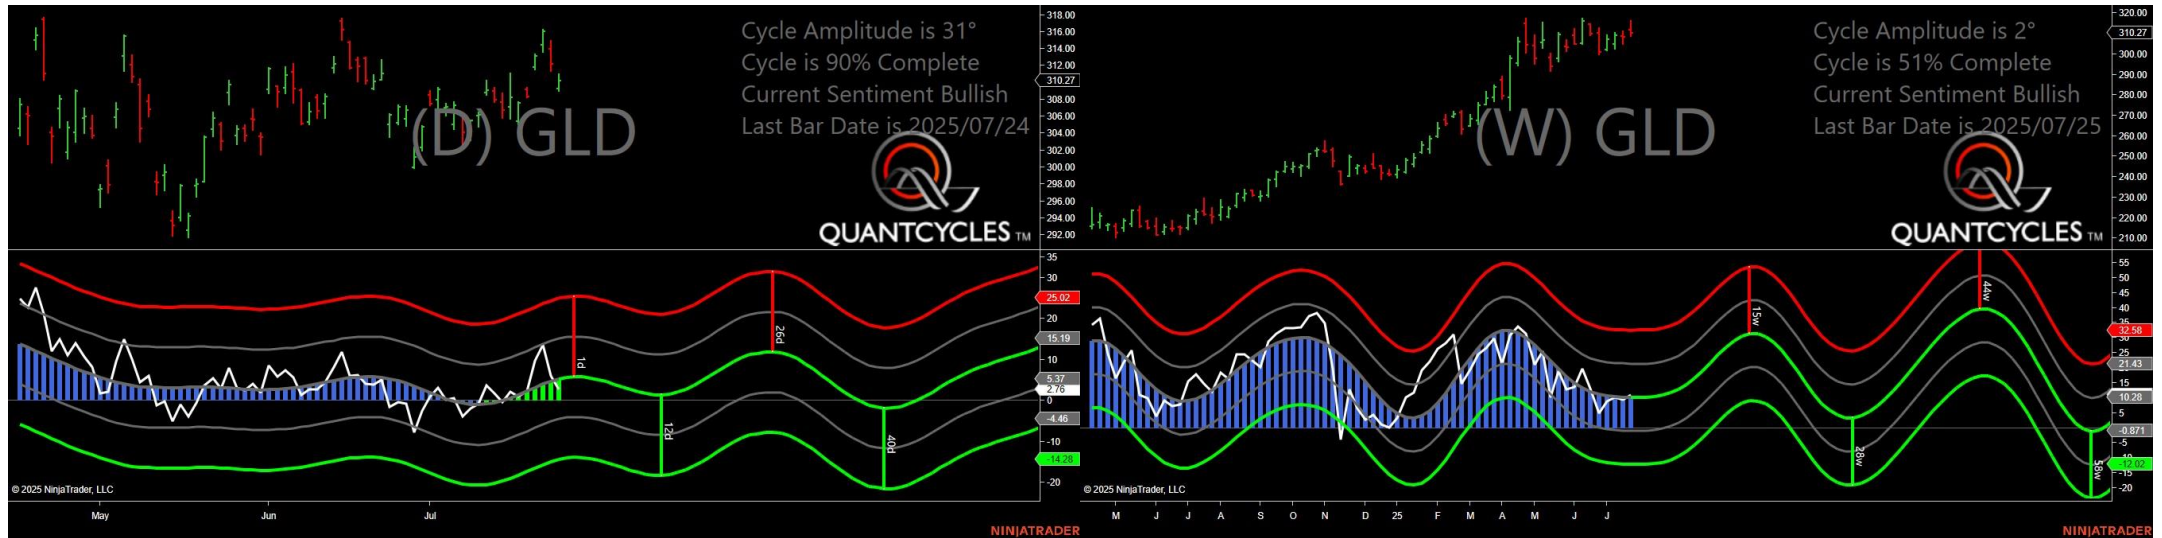 Cycle Amplitude is 31°
Cycle is 90% Complete
Current Sentiment Bullish
Last Bar Date is 2025/07/24
(D) GLD
QUANTCYCLES TM
318.00
316.00
314.00
312.00
310.27
308.00
306.00
304.00
302.00
300.00
298.00
296.00
294.00
292.00
35
30
25.02
20
15.19
10
5.37
2.76
0
-4.46
-10
-14.28
-20
1d
12d
26d
40d
© 2025 NinjaTrader, LLC
May Jun Jul
NINJATRADER
Cycle Amplitude is 2°
Cycle is 51% Complete
Current Sentiment Bullish
Last Bar Date is 2025/07/25
(W) GLD
QUANTCYCLES TM
320.00
310.27
300.00
290.00
280.00
270.00
260.00
250.00
240.00
230.00
220.00
210.00
55
50
45
40
35
32.58
21.43
15
10.28
5
-0.871
-5
-12.02
-15
-20
15w
28w
44w
58w
© 2025 NinjaTrader, LLC
M J J A S O N D 25 F M A M J J
NINJATRADER